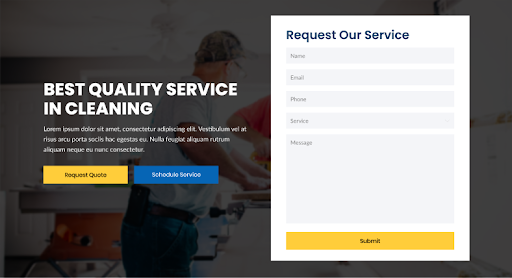 BEST QUALITY SERVICE
IN CLEANING
Lorem ipsum dolor sit amet, consectetur adipiscing elit. Vestibulum vel at
risus arcu porta sociis hac egestas eu. Nulla feugiat aliquam rutrum
aliquam neque eu nunc consectetur.
Request Quote
Schedule Service
Request Our Service
Name
Email
Phone
Service
Message
Submit